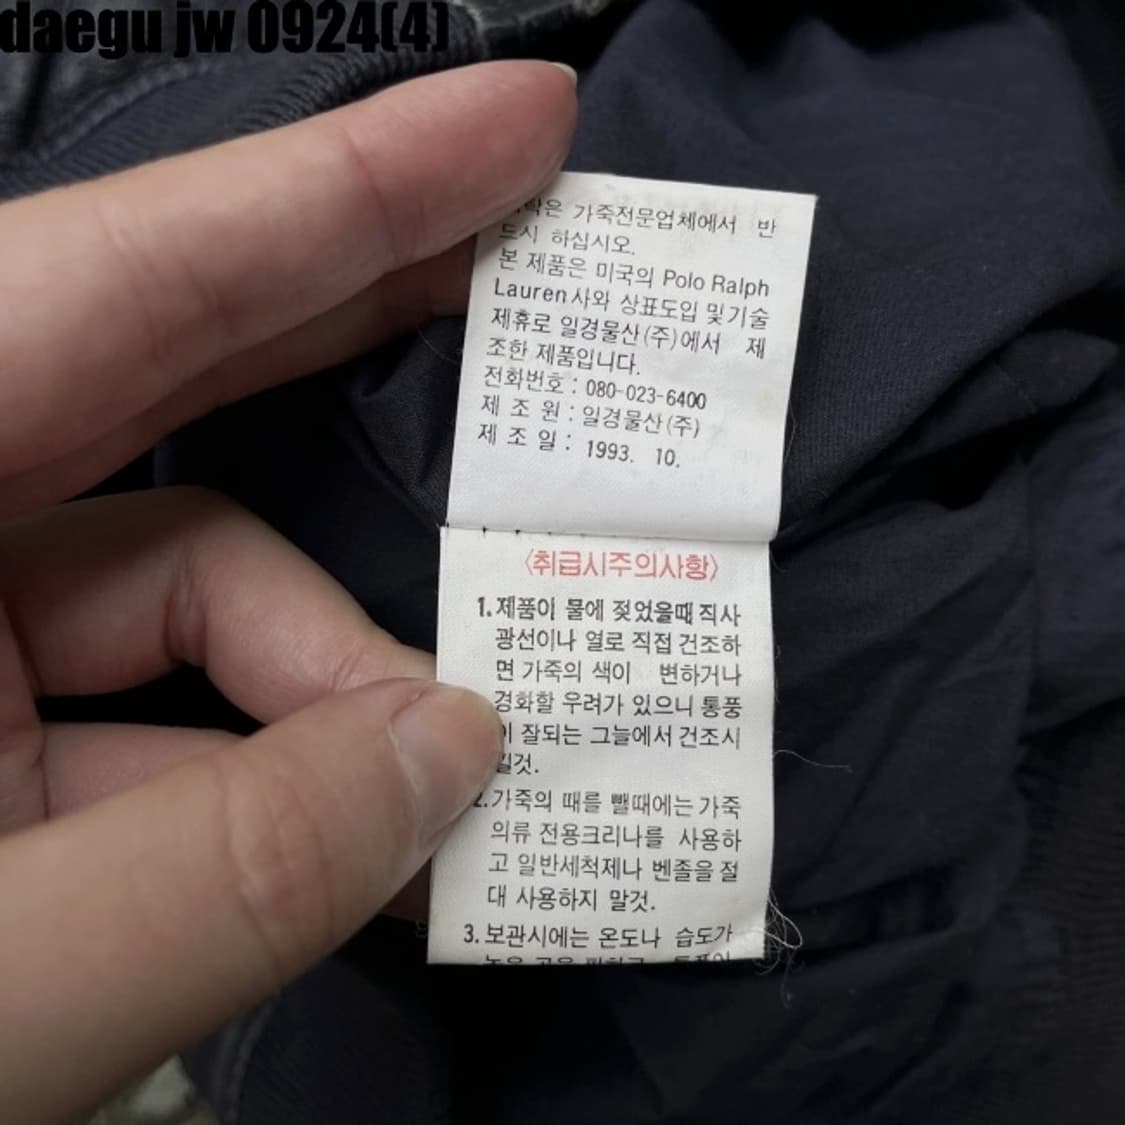 daegu jw 0924(4)
가죽전문업체에서 반
드시 하십시오.
본 제품은 미국의 Polo Ralph
Lauren사와 상표도입 및기술
제휴로 일경물산(주)에서 제
조한 제품입니다.
전화번호 : 080-023-6400
제 조 원 : 일경물산(주)
제 조 일 : 1993. 10.
〈취급시주의사항〉
1. 제품이 물에 젖었을때 직사
광선이나 열로 직접 건조하
면 가죽의 색이 변하거나
경화할 우려가 있으니 통풍
이 잘되는 그늘에서 건조시
킬것.
2. 가죽의 때를 뺄때에는 가죽
의류 전용크리나를 사용하
고 일반세척제나 벤졸을 절
대 사용하지 말것.
3. 보관시에는 온도나 습도가